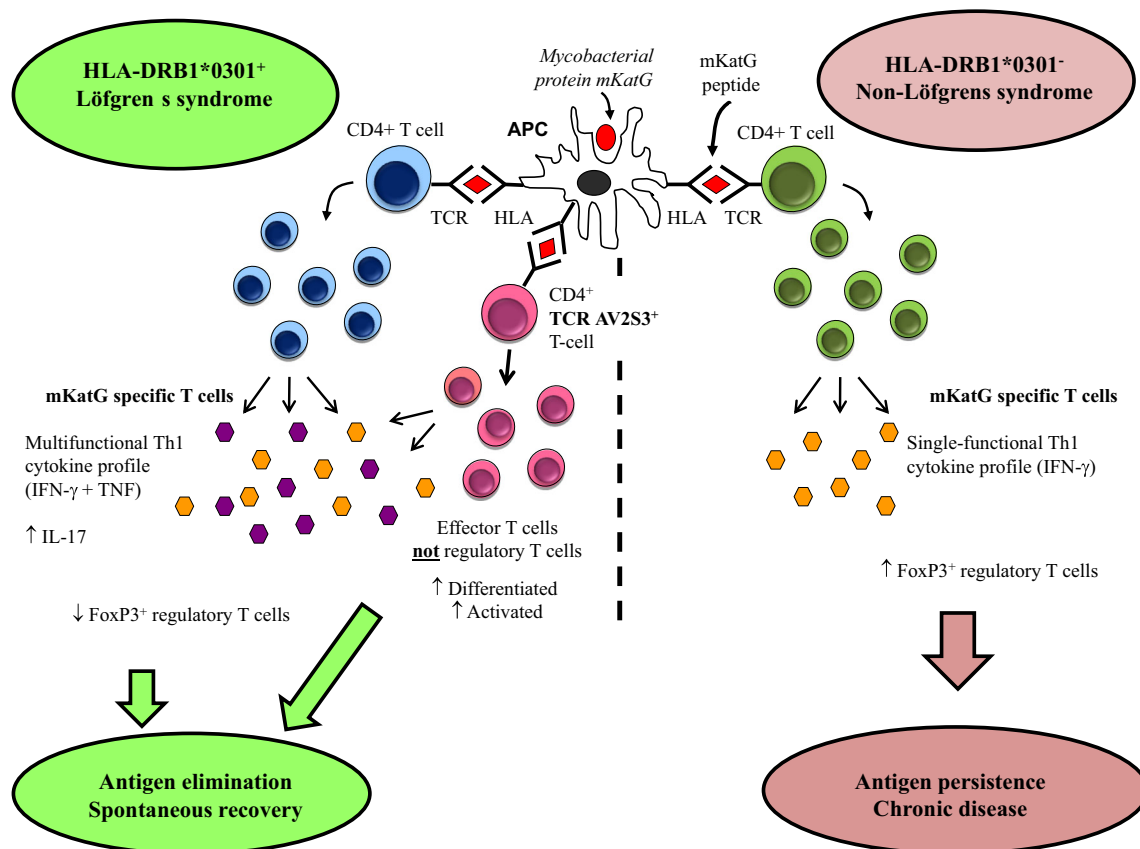 HLA-DRB1*0301⁺
Löfgren s syndrome
Mycobacterial
protein mKatG
mKatG
peptide
HLA-DRB1*0301⁻
Non-Löfgrens syndrome
CD4+ T cell
APC
CD4+ T cell
TCR
HLA
HLA
TCR
CD4⁺
TCR AV2S3⁺
T-cell
mKatG specific T cells
Multifunctional Th1
cytokine profile
(IFN-γ + TNF)
↑ IL-17
Effector T cells
not regulatory T cells
↑ Differentiated
↑ Activated
↓ FoxP3⁺ regulatory T cells
mKatG specific T cells
Single-functional Th1
cytokine profile (IFN-γ)
↑ FoxP3⁺ regulatory T cells
Antigen elimination
Spontaneous recovery
Antigen persistence
Chronic disease